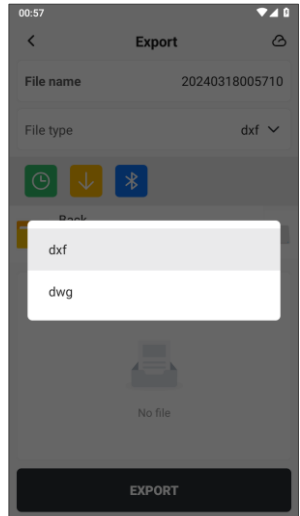 00:57
Export
File name 20240318005710
File type dxf
Back
dxf
dwg
No file
EXPORT